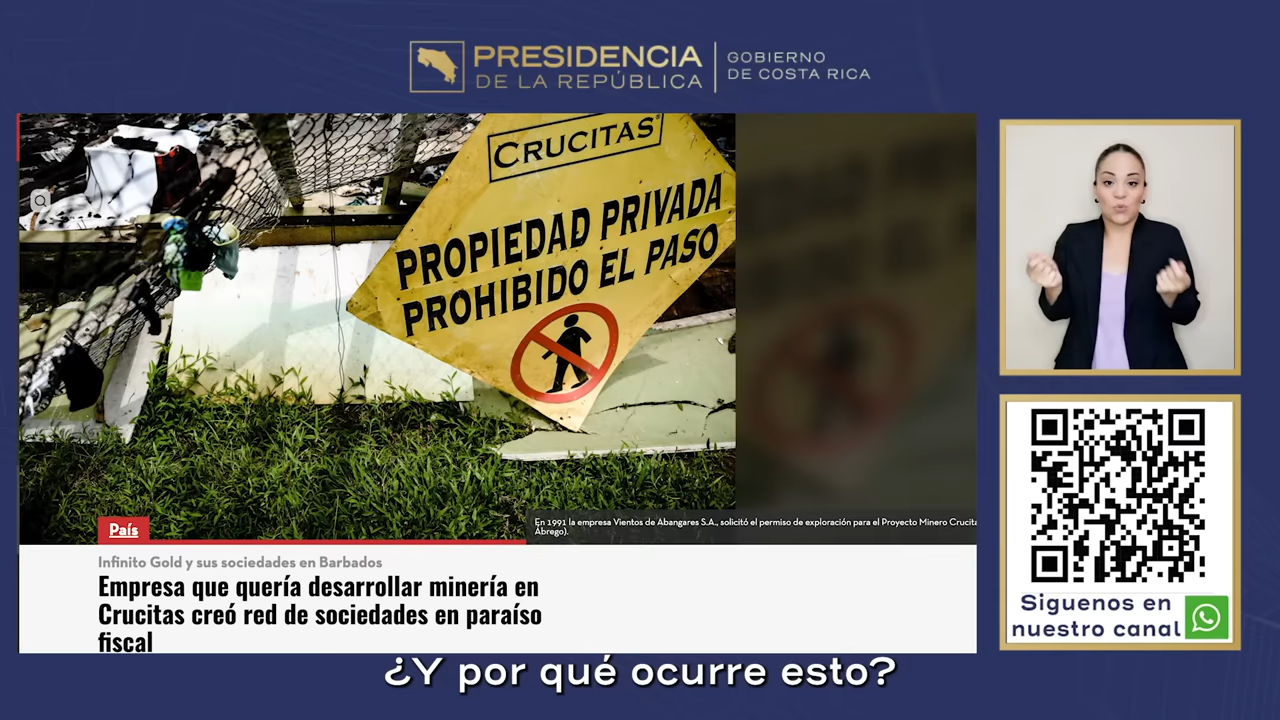 PRESIDENCIA
DE LA REPÚBLICA
GOBIERNO
DE COSTA RICA
CRUCITAS
PROPIEDAD PRIVADA
PROHIBIDO EL PASO
En 1991 la empresa Vientos de Abangares S.A., solicitó el permiso de exploración para el Proyecto Minero Crucita
Abrego).
País
Infinito Gold y sus sociedades en Barbados
Empresa que quería desarrollar minería en
Crucitas creó red de sociedades en paraíso
fiscal
Siguenos en
nuestro canal
¿Y por qué ocurre esto?